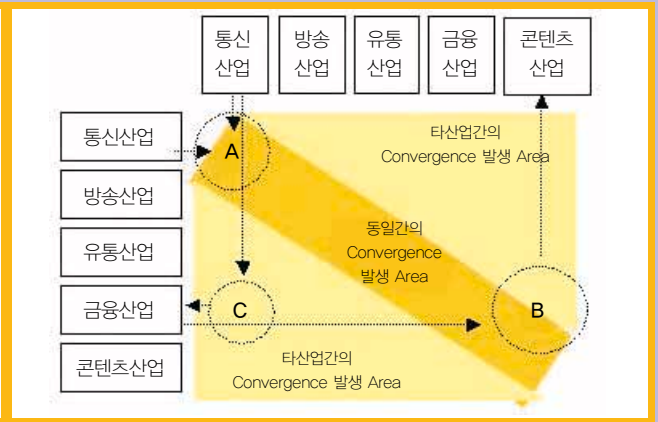 통신
산업
방송
산업
유통
산업
금융
산업
콘텐츠
산업
통신산업
방송산업
유통산업
금융산업
콘텐츠산업
타산업간의
Convergence 발생 Area
A
동일간의
Convergence
발생 Area
C
B
타산업간의
Convergence 발생 Area